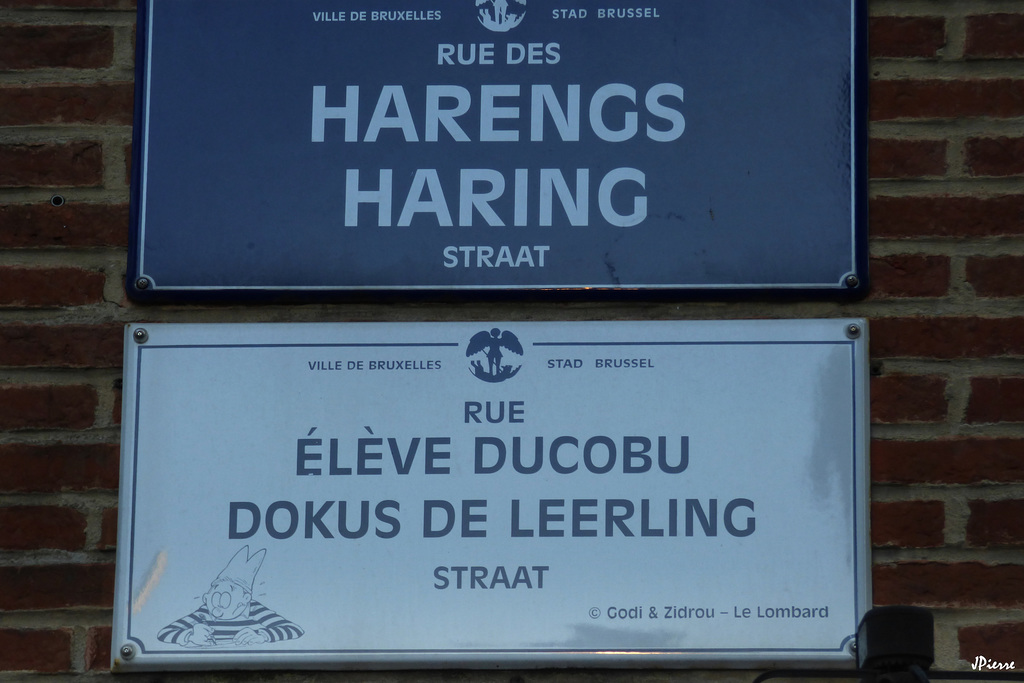 VILLE DE BRUXELLES STAD BRUSSEL
RUE DES
HARENGS
HARING
STRAAT
VILLE DE BRUXELLES STAD BRUSSEL
RUE
ÉLÈVE DUCOBU
DOKUS DE LEERLING
STRAAT
© Godi & Zidrou – Le Lombard
JPierre